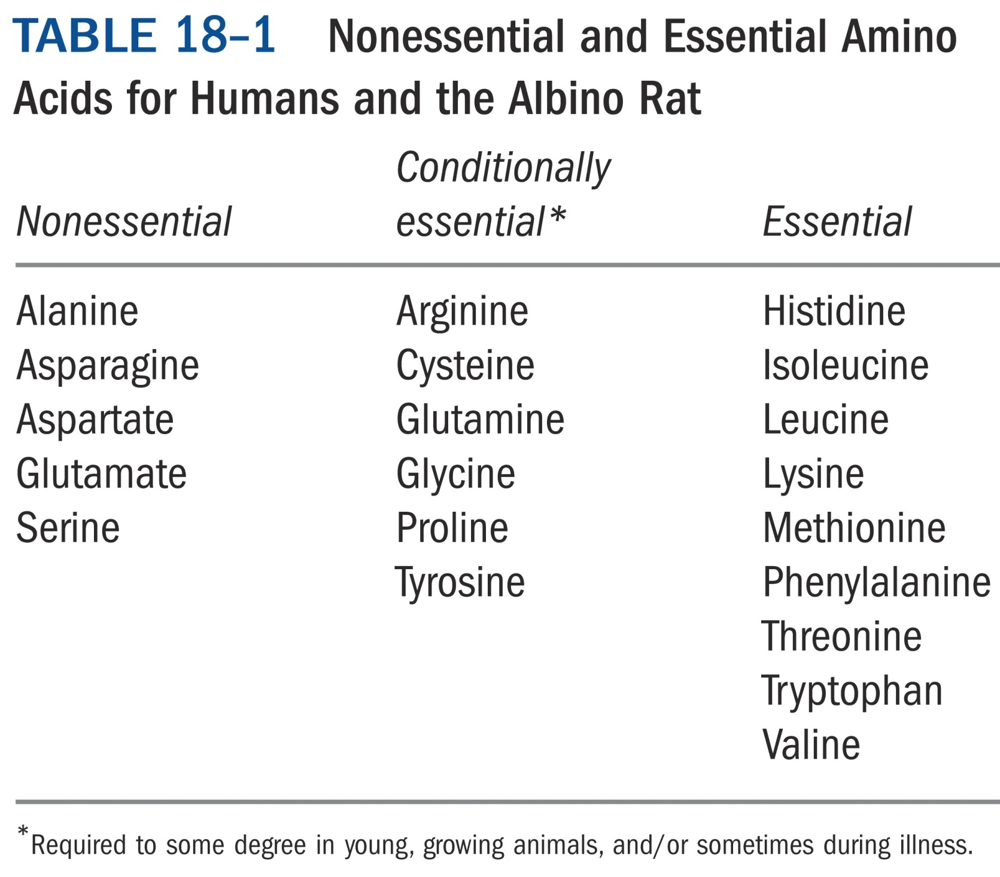 TABLE 18–1 Nonessential and Essential Amino
Acids for Humans and the Albino Rat
Nonessential Conditionally essential* Essential
Alanine Arginine Histidine
Asparagine Cysteine Isoleucine
Aspartate Glutamine Leucine
Glutamate Glycine Lysine
Serine Proline Methionine
Tyrosine Phenylalanine
Threonine
Tryptophan
Valine
*Required to some degree in young, growing animals, and/or sometimes during illness.